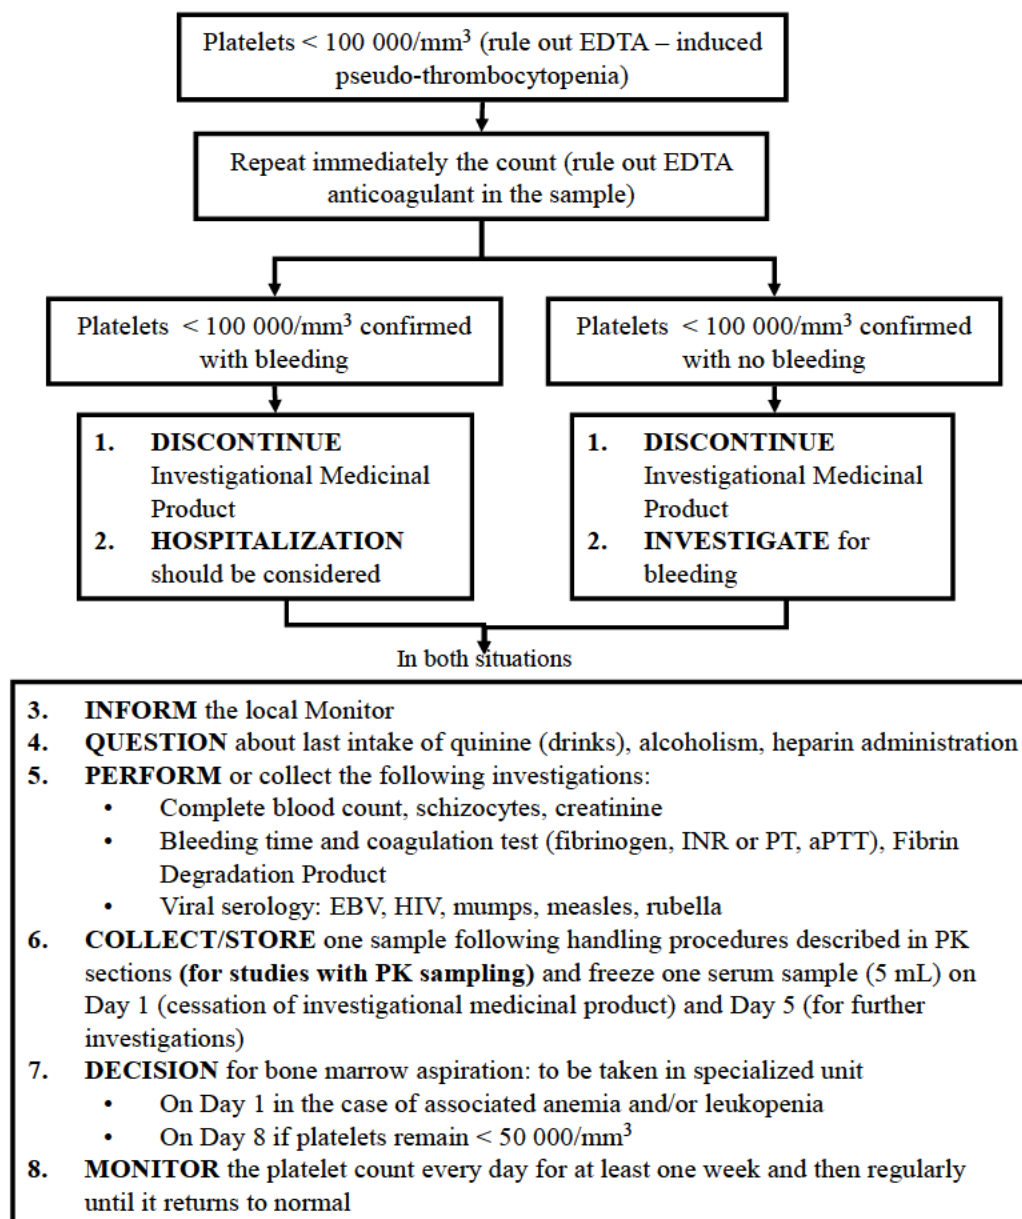 Platelets < 100 000/mm³ (rule out EDTA – induced
pseudo-thrombocytopenia)
Repeat immediately the count (rule out EDTA
anticoagulant in the sample)
Platelets < 100 000/mm³ confirmed
with bleeding
Platelets < 100 000/mm³ confirmed
with no bleeding
1. DISCONTINUE
Investigational Medicinal
Product
2. HOSPITALIZATION
should be considered
1. DISCONTINUE
Investigational Medicinal
Product
2. INVESTIGATE for
bleeding
In both situations
3. INFORM the local Monitor
4. QUESTION about last intake of quinine (drinks), alcoholism, heparin administration
5. PERFORM or collect the following investigations:
• Complete blood count, schizocytes, creatinine
• Bleeding time and coagulation test (fibrinogen, INR or PT, aPTT), Fibrin
Degradation Product
• Viral serology: EBV, HIV, mumps, measles, rubella
6. COLLECT/STORE one sample following handling procedures described in PK
sections (for studies with PK sampling) and freeze one serum sample (5 mL) on
Day 1 (cessation of investigational medicinal product) and Day 5 (for further
investigations)
7. DECISION for bone marrow aspiration: to be taken in specialized unit
• On Day 1 in the case of associated anemia and/or leukopenia
• On Day 8 if platelets remain < 50 000/mm³
8. MONITOR the platelet count every day for at least one week and then regularly
until it returns to normal